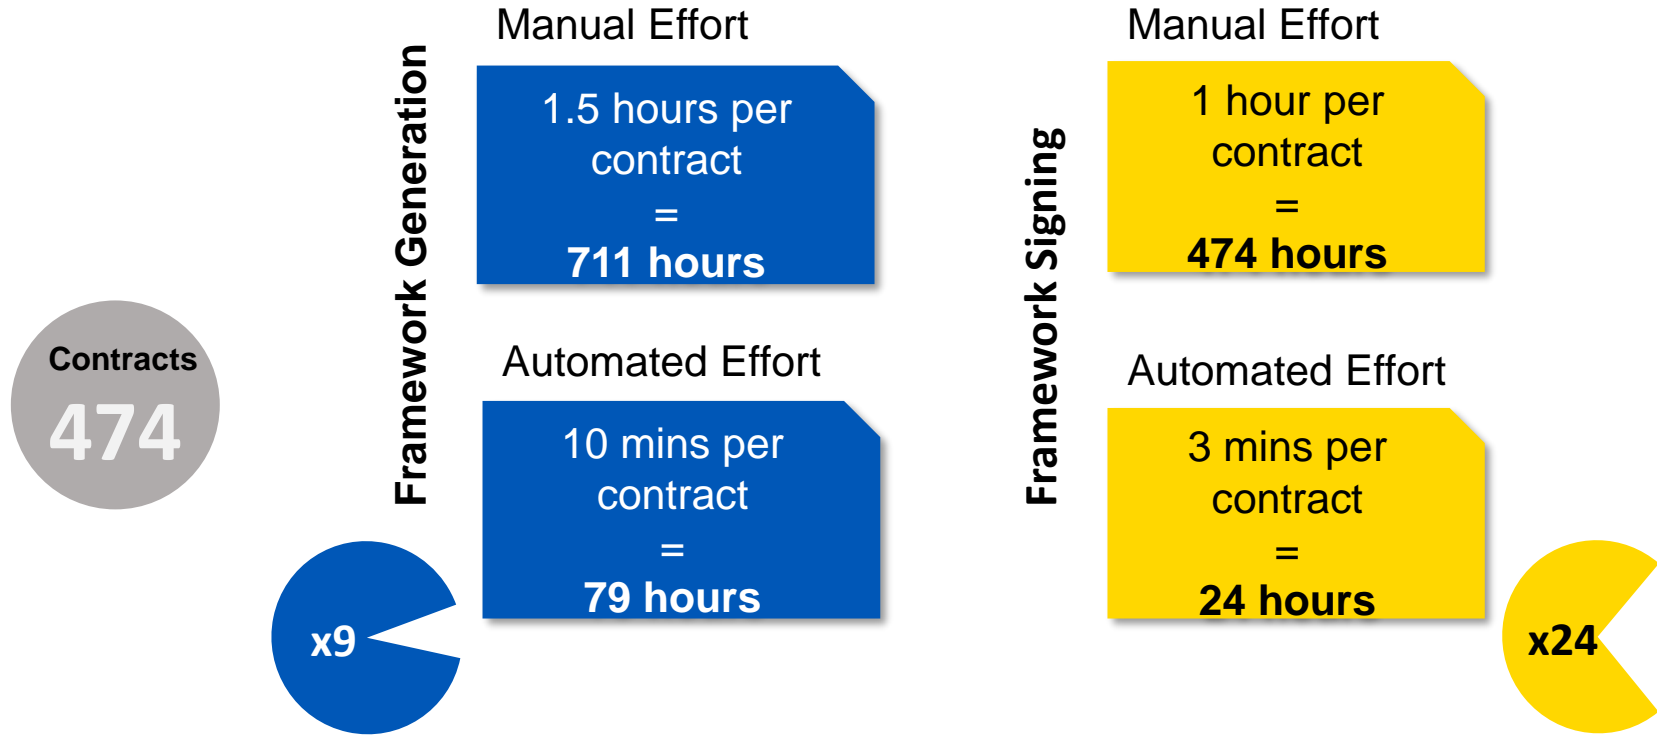 Contracts
474
Framework Generation
Manual Effort
1.5 hours per
contract
=
711 hours
Automated Effort
10 mins per
contract
=
79 hours
x9
Framework Signing
Manual Effort
1 hour per
contract
=
474 hours
Automated Effort
3 mins per
contract
=
24 hours
x24